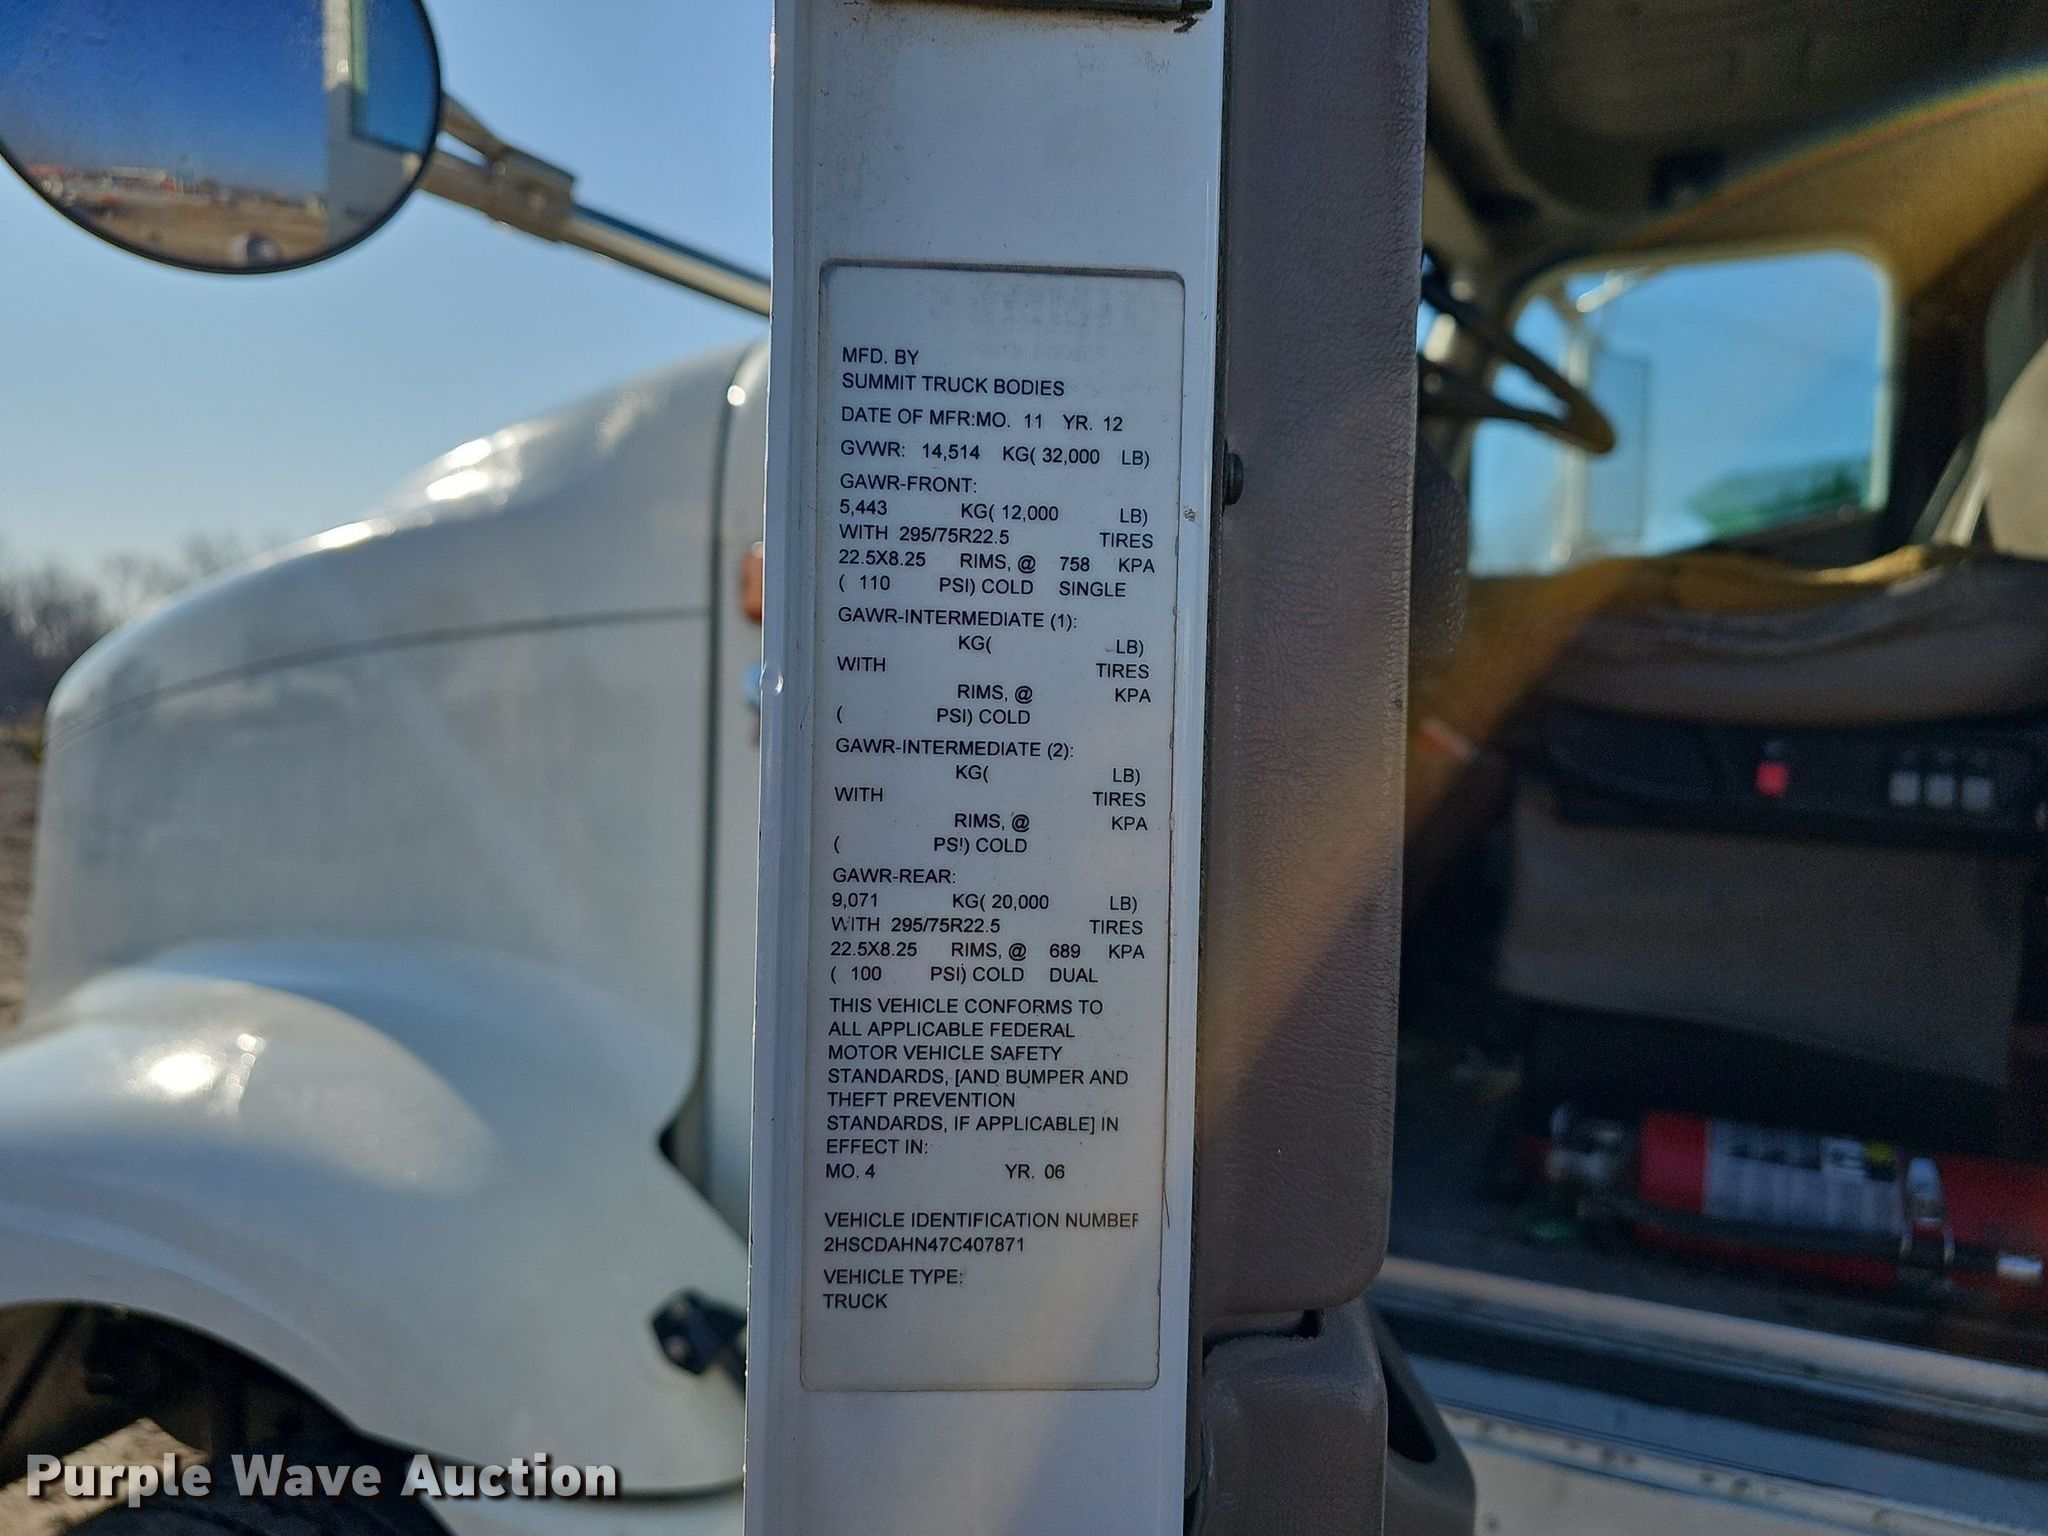 MFD. BY
SUMMIT TRUCK BODIES
DATE OF MFR:MO. 11 YR. 12
GVWR: 14,514 KG( 32,000 LB)
GAWR-FRONT:
5,443 KG( 12,000 LB)
WITH 295/75R22.5 TIRES
22.5X8.25 RIMS, @ 758 KPA
( 110 PSI) COLD SINGLE
GAWR-INTERMEDIATE (1):
KG( LB)
WITH TIRES
RIMS, @ KPA
( PSI) COLD
GAWR-INTERMEDIATE (2):
KG( LB)
WITH TIRES
RIMS, @ KPA
( PSI) COLD
GAWR-REAR:
9,071 KG( 20,000 LB)
WITH 295/75R22.5 TIRES
22.5X8.25 RIMS, @ 689 KPA
( 100 PSI) COLD DUAL
THIS VEHICLE CONFORMS TO
ALL APPLICABLE FEDERAL
MOTOR VEHICLE SAFETY
STANDARDS, [AND BUMPER AND
THEFT PREVENTION
STANDARDS, IF APPLICABLE] IN
EFFECT IN:
MO. 4 YR. 06
VEHICLE IDENTIFICATION NUMBER
2HSCDAHN47C407871
VEHICLE TYPE:
TRUCK
Purple Wave Auction